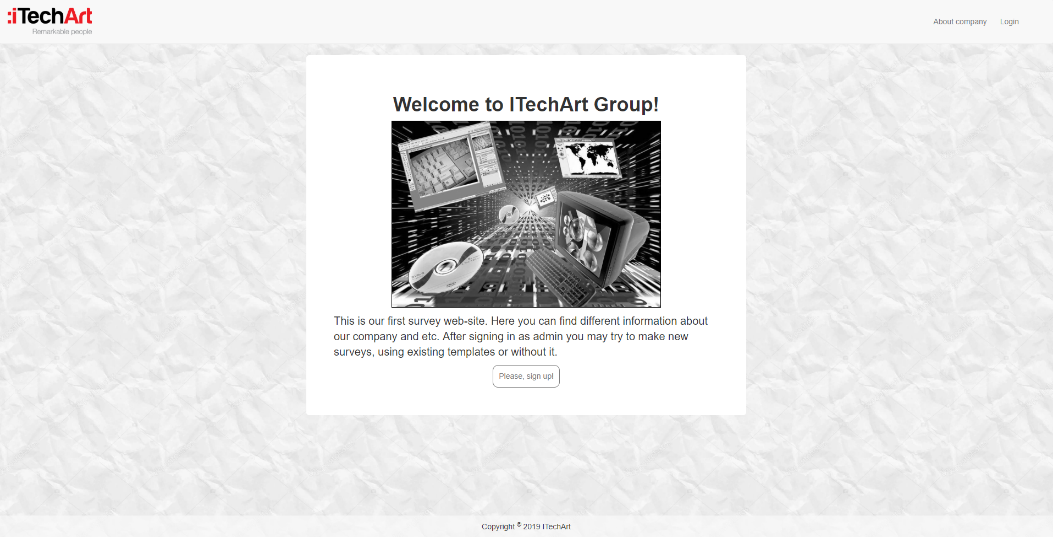 :iTechArt
Remarkable people
About company Login
Welcome to ITechArt Group!
This is our first survey web-site. Here you can find different information about
our company and etc. After signing in as admin you may try to make new
surveys, using existing templates or without it.
Please, sign up!
Copyright © 2019 ITechArt